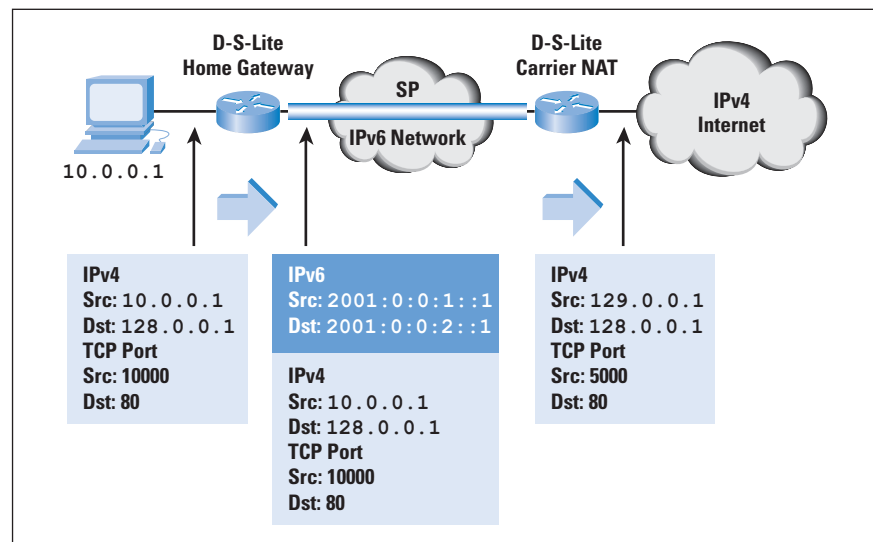 D-S-Lite
Home Gateway
D-S-Lite
Carrier NAT
SP
IPv6 Network
IPv4
Internet
10.0.0.1
IPv4
Src: 10.0.0.1
Dst: 128.0.0.1
TCP Port
Src: 10000
Dst: 80
IPv6
Src: 2001:0:0:1::1
Dst: 2001:0:0:2::1
IPv4
Src: 10.0.0.1
Dst: 128.0.0.1
TCP Port
Src: 10000
Dst: 80
IPv4
Src: 129.0.0.1
Dst: 128.0.0.1
TCP Port
Src: 5000
Dst: 80